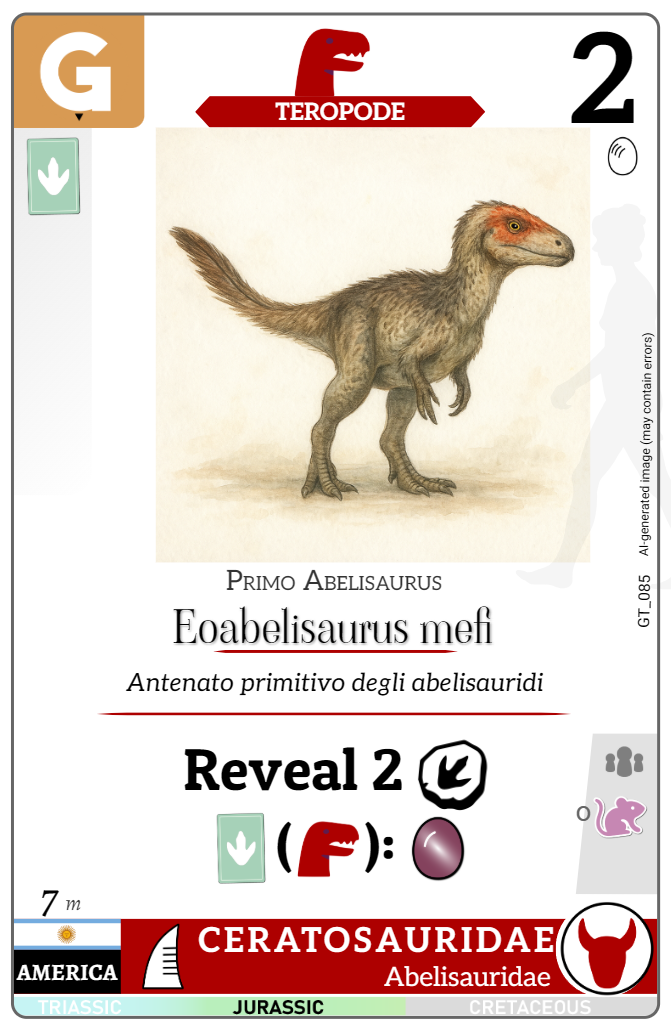 G
TEROPODE
2
AI-generated image (may contain errors)
GT_085
Primo Abelisaurus
Eoabelisaurus mefi
Antenato primitivo degli abelisauridi
Reveal 2
( ):
O
7 m
AMERICA
CERATOSAURIDAE
Abelisauridae
TRIASSIC JURASSIC CRETACEOUS